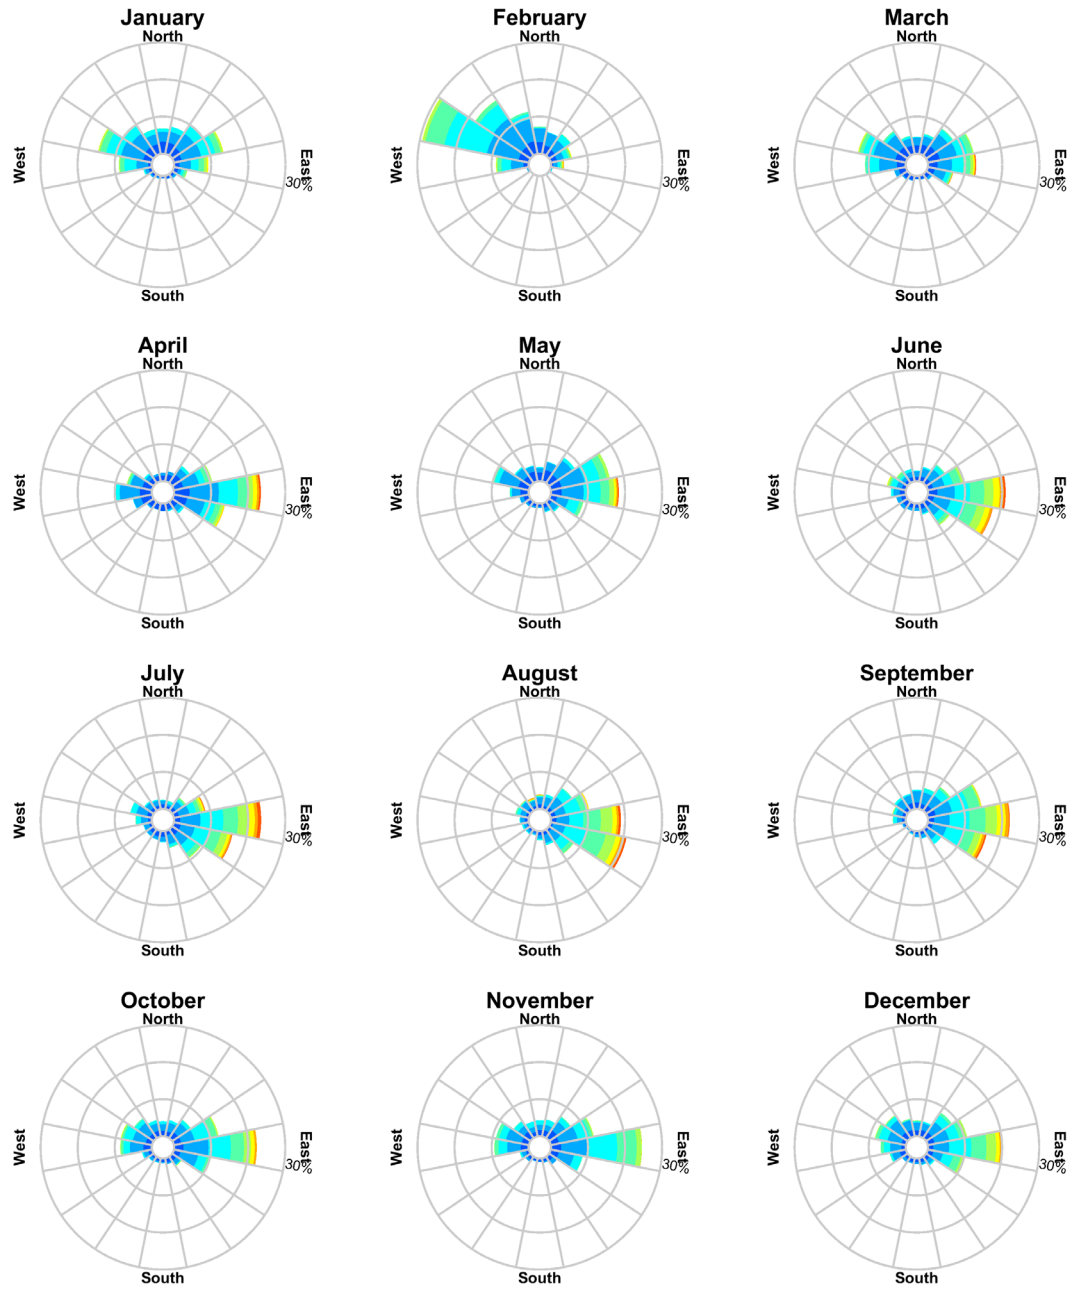 January
North
West
East
30%
South
February
North
West
East
30%
South
March
North
West
East
30%
South
April
North
West
East
30%
South
May
North
West
East
30%
South
June
North
West
East
30%
South
July
North
West
East
30%
South
August
North
West
East
30%
South
September
North
West
East
30%
South
October
North
West
East
30%
South
November
North
West
East
30%
South
December
North
West
East
30%
South